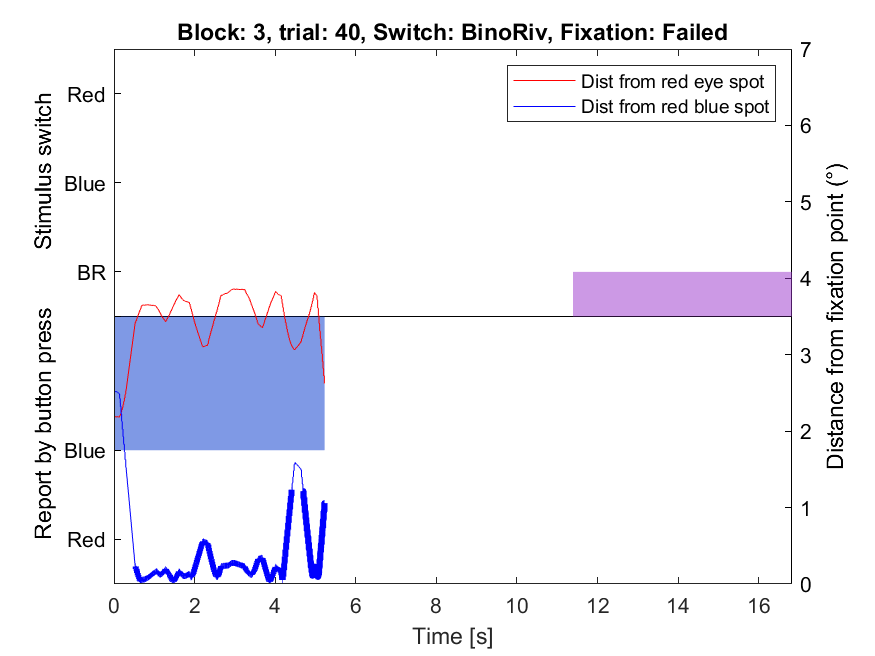 Block: 3, trial: 40, Switch: BinoRiv, Fixation: Failed
Stimulus switch
Red
Blue
BR
Report by button press
Blue
Red
Dist from red eye spot
Dist from red blue spot
7
6
5
4
3
2
1
0
Distance from fixation point (°)
0 2 4 6 8 10 12 14 16
Time [s]